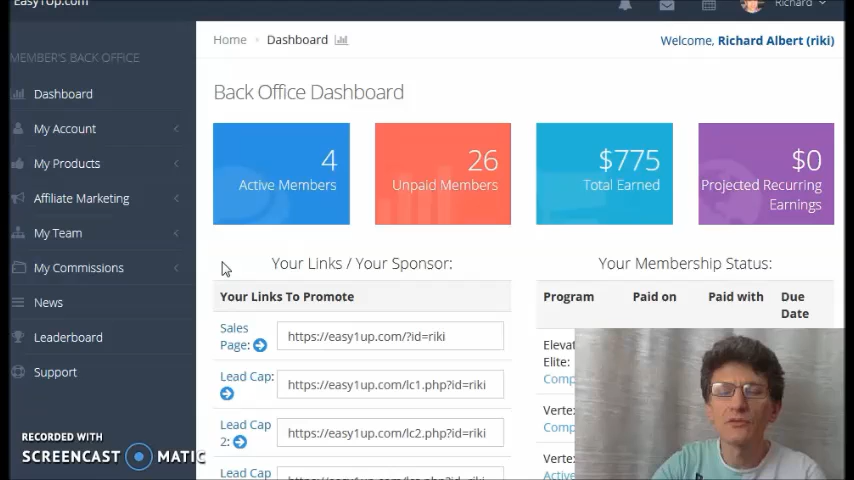 Easy1Up.com
Richard
MEMBER'S BACK OFFICE
Dashboard
My Account
My Products
Affiliate Marketing
My Team
My Commissions
News
Leaderboard
Support
Home
Dashboard
Welcome, Richard Albert (riki)
Back Office Dashboard
4
Active Members
26
Unpaid Members
$775
Total Earned
$0
Projected Recurring
Earnings
Your Links / Your Sponsor:
Your Links To Promote
Sales
Page:
https://easy1up.com/?id=riki
Lead Cap:
https://easy1up.com/lc1.php?id=riki
Lead Cap
2:
https://easy1up.com/lc2.php?id=riki
Lead Cap
Your Membership Status:
Program
Paid on
Paid with
Due
Date
Elevat
Elite:
Comp
Vertex
Comp
Vertex
Active
RECORDED WITH
SCREENCAST MATIC